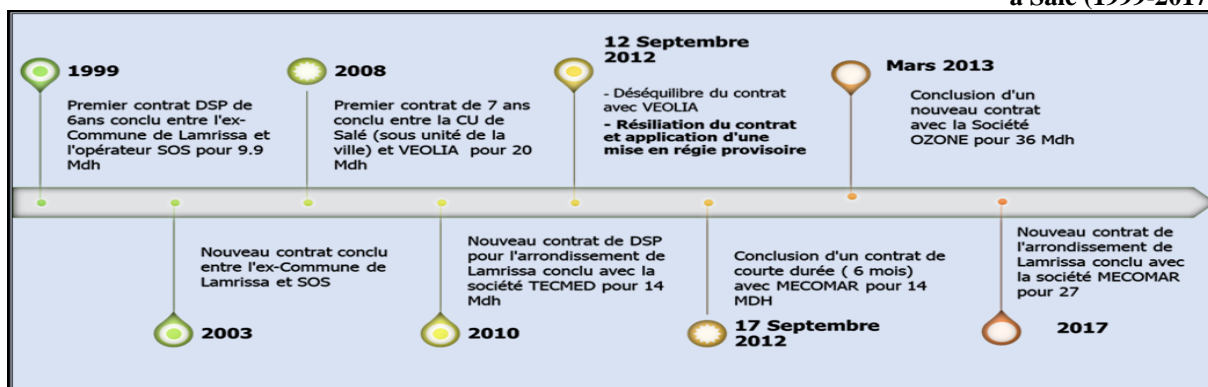 à Salé (1999-2017
1999
Premier contrat DSP de
6ans conclu entre l'ex-
Commune de Lamrissa et
l'opérateur SOS pour 9.9
Mdh
2003
Nouveau contrat conclu
entre l'ex-Commune de
Lamrissa et SOS
2008
Premier contrat de 7 ans
conclu entre la CU de
Salé (sous unité de la
ville) et VEOLIA pour 20
Mdh
2010
Nouveau contrat de DSP
pour l'arrondissement de
Lamrissa conclu avec la
société TECMED pour 14
Mdh
12 Septembre
2012
- Déséquilibre du contrat
avec VEOLIA
- Résiliation du contrat
et application d'une
mise en régie provisoire
17 Septembre
2012
Conclusion d'un contrat de
courte durée ( 6 mois)
avec MECOMAR pour 14
MDH
Mars 2013
Conclusion d'un
nouveau contrat
avec la Société
OZONE pour 36 Mdh
2017
Nouveau contrat de
l'arrondissement de
Lamrissa conclu avec
la société MECOMAR
pour 27